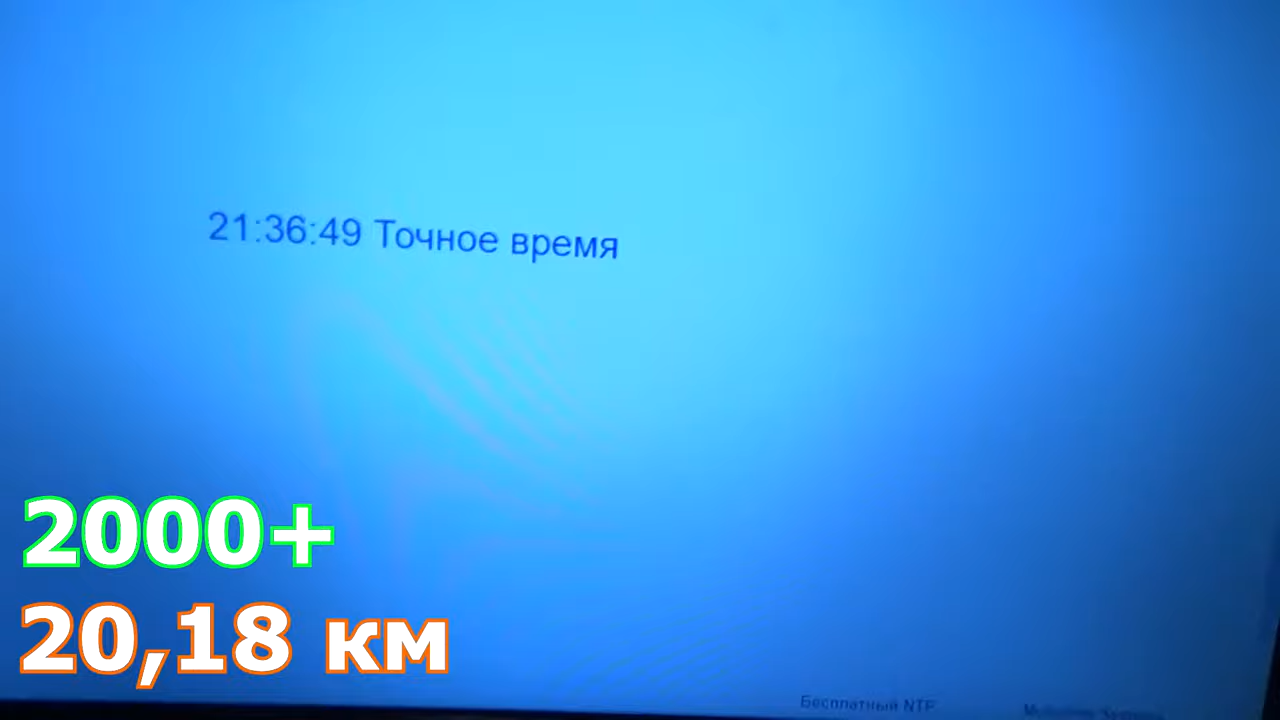 21:36:49 Точное время
2000+
20,18 км
Бесплатный NTP